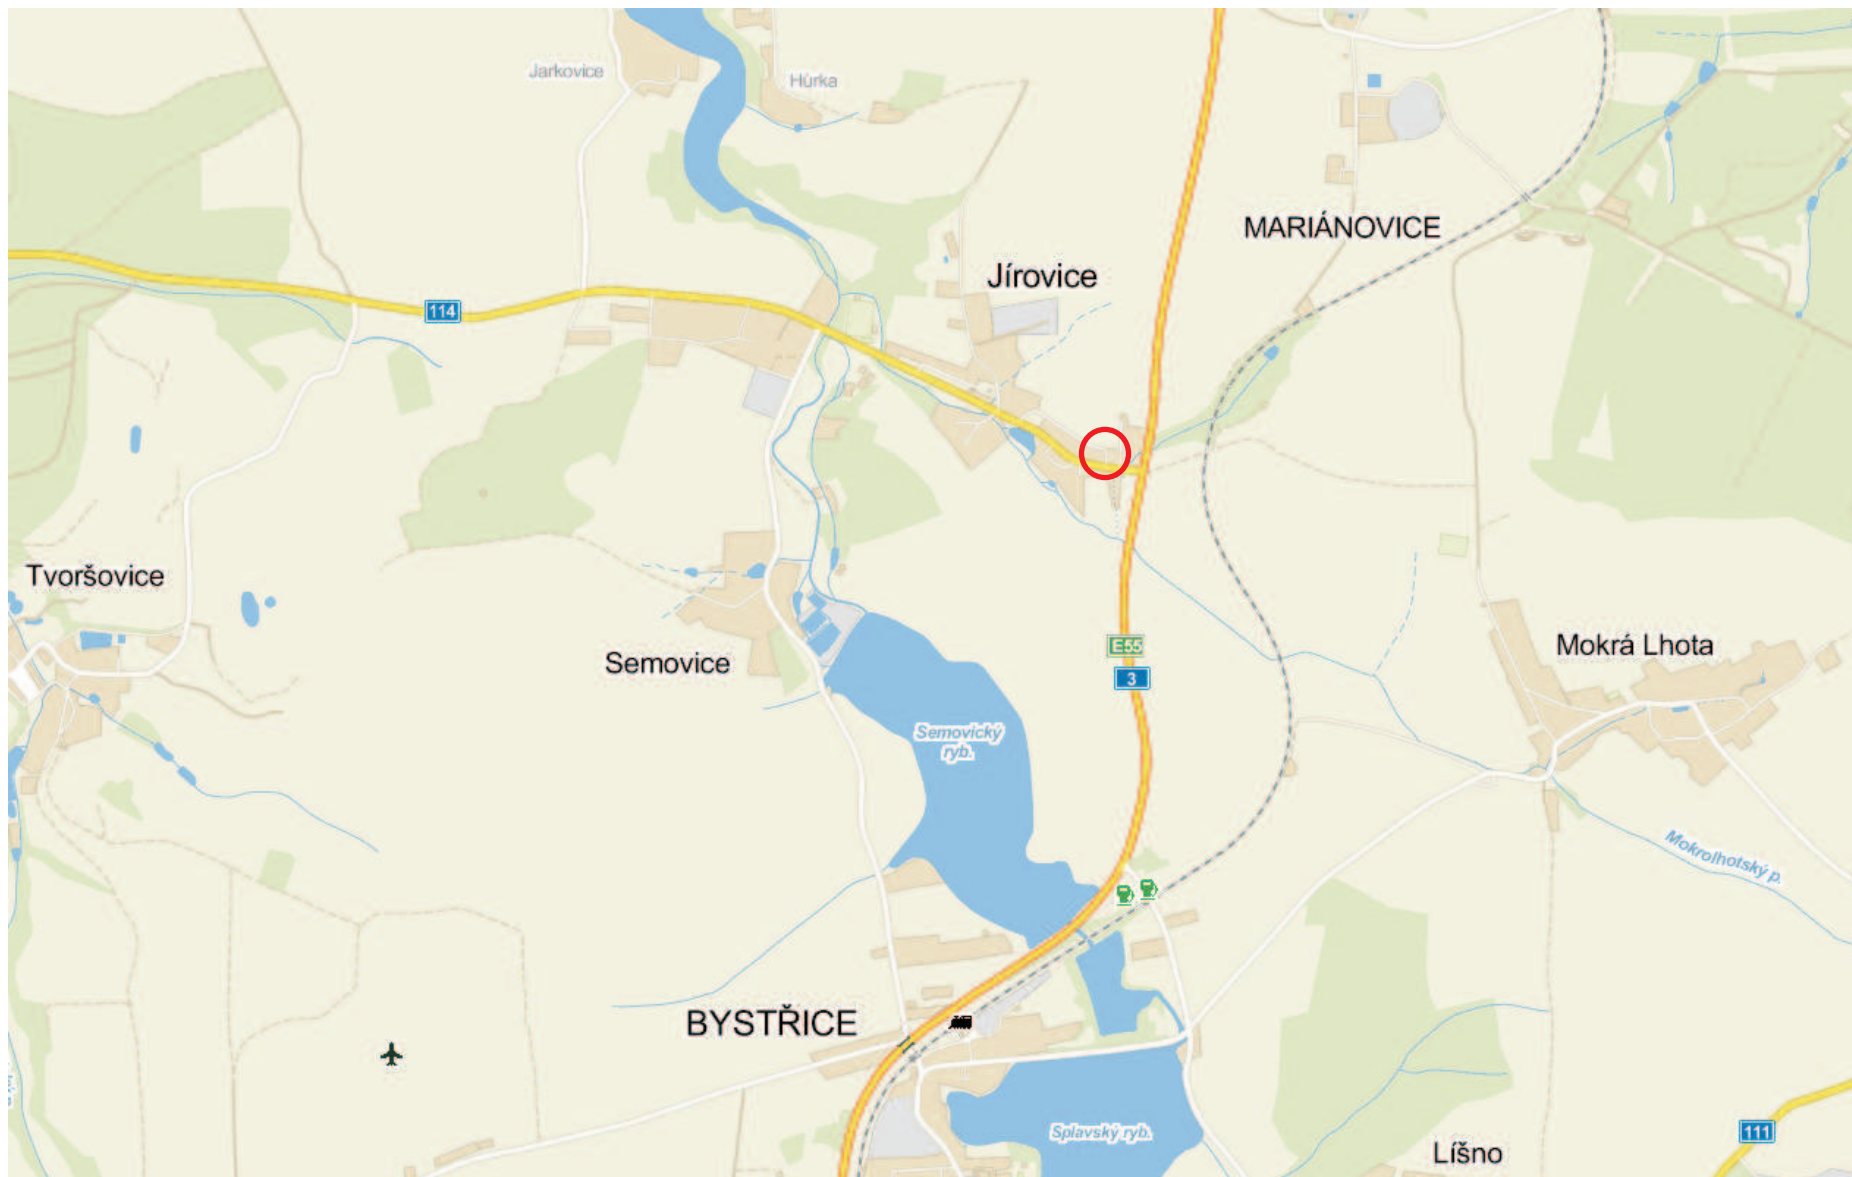 Jarkovice
Hůrka
MARIÁNOVICE
Jírovice
114
Tvoršovice
Semovice
E55
3
Mokrá Lhota
Semovický
ryb.
Mokrolhotský p.
BYSTŘICE
Splavský ryb.
111
Líšno